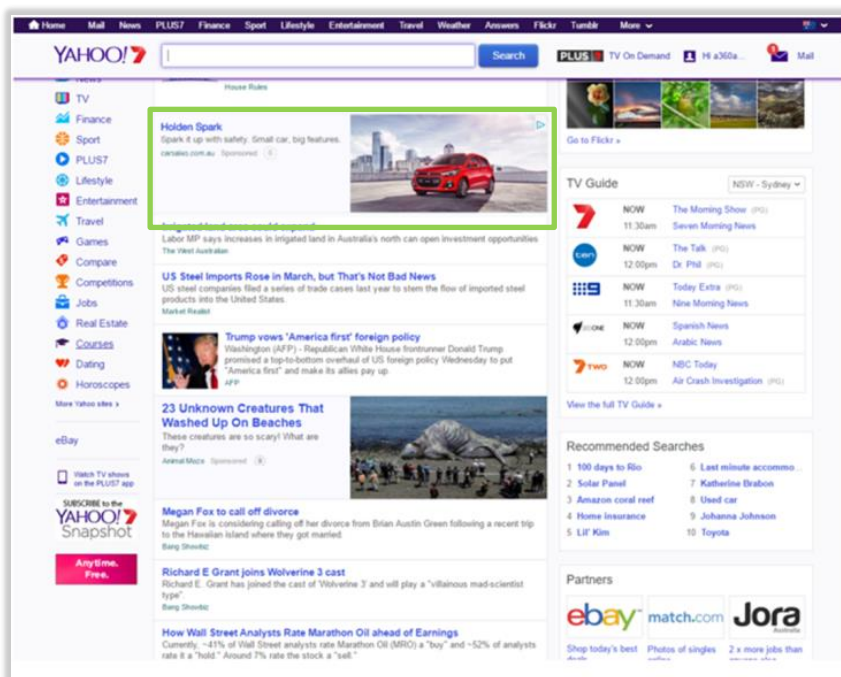 Home Mail News PLUS7 Finance Sport Lifestyle Entertainment Travel Weather Answers Flickr Tumblr More
YAHOO!7
Search
PLUS7 TV On Demand Hi a360a... Mail
News
TV
Finance
Sport
PLUS7
Lifestyle
Entertainment
Travel
Games
Compare
Competitions
Jobs
Real Estate
Courses
Dating
Horoscopes
More Yahoo sites >
eBay
Watch TV shows
on the PLUS7 app
SUBSCRIBE to the
YAHOO!7
Snapshot
Anytime.
Free.
House Rules
Holden Spark
Spark it up with safety. Small car, big features.
carsales.com.au Sponsored
Irrigated land area could expand
Labor MP says increases in irrigated land in Australia's north can open investment opportunities
The West Australian
US Steel Imports Rose in March, but That's Not Bad News
US steel companies filed a series of trade cases last year to stem the flow of imported steel
products into the United States.
Market Realist
Trump vows 'America first' foreign policy
Washington (AFP) - Republican White House frontrunner Donald Trump
promised a top-to-bottom overhaul of US foreign policy Wednesday to put
"America first" and make its allies pay up.
AFP
23 Unknown Creatures That
Washed Up On Beaches
These creatures are so scary! What are
they?
Animal Maze Sponsored
Megan Fox to call off divorce
Megan Fox is considering calling off her divorce from Brian Austin Green following a recent trip
to the Hawaiian island where they got married.
Bang Showbiz
Richard E Grant joins Wolverine 3 cast
Richard E. Grant has joined the cast of 'Wolverine 3' and will play a "villainous mad-scientist
type".
Bang Showbiz
How Wall Street Analysts Rate Marathon Oil ahead of Earnings
Currently, ~41% of Wall Street analysts rate Marathon Oil (MRO) a "buy" and ~52% of analysts
rate it a "hold." Around 7% rate the stock a "sell."
Go to Flickr »
TV Guide NSW - Sydney
7 NOW The Morning Show (PG)
11:30am Seven Morning News
ten NOW The Talk (PG)
12:00pm Dr. Phil (PG)
9 NOW Today Extra (PG)
11:30am Nine Morning News
SBS ONE NOW Spanish News
12:00pm Arabic News
7TWO NOW NBC Today
12:00pm Air Crash Investigation (PG)
View the full TV Guide »
Recommended Searches
1 100 days to Rio 6 Last minute accommo...
2 Solar Panel 7 Katherine Brabon
3 Amazon coral reef 8 Used car
4 Home insurance 9 Johanna Johnson
5 Lil' Kim 10 Toyota
Partners
ebay match.com Jora
Australia
Shop today's best Photos of singles 2 x more jobs than
deals online anyone else